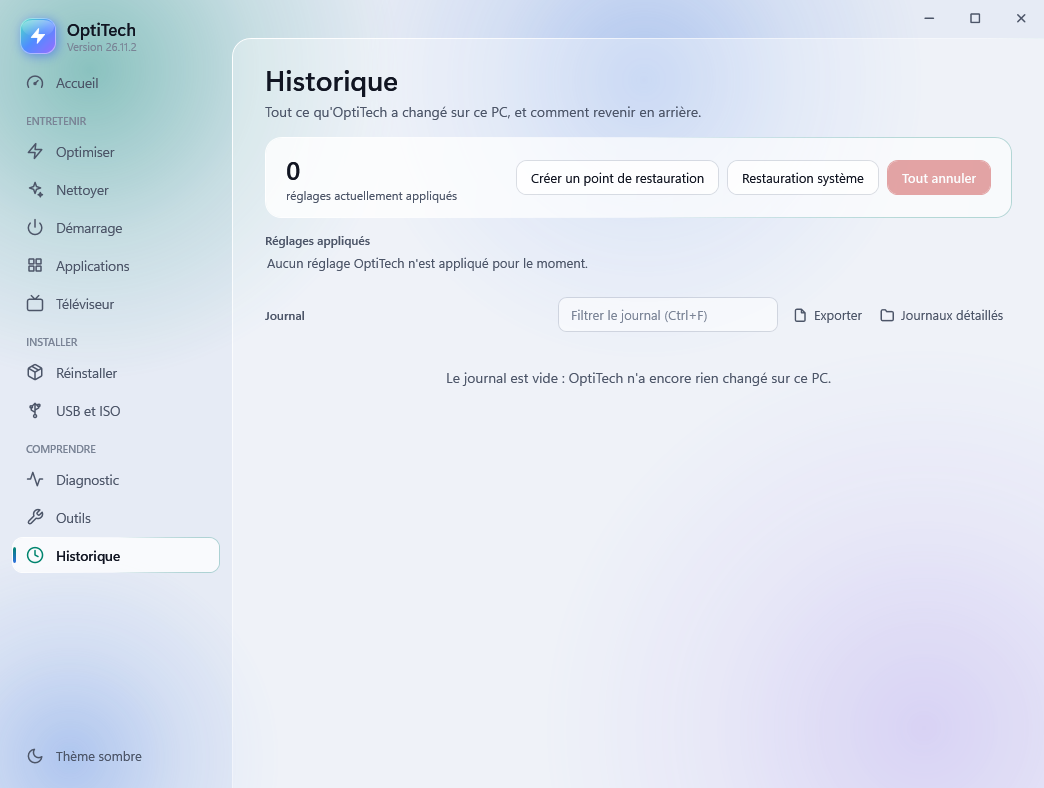 OptiTech
Version 26.11.2
Accueil
ENTRETENIR
Optimiser
Nettoyer
Démarrage
Applications
Téléviseur
INSTALLER
Réinstaller
USB et ISO
COMPRENDRE
Diagnostic
Outils
Historique
Thème sombre
Historique
Tout ce qu'OptiTech a changé sur ce PC, et comment revenir en arrière.
0
réglages actuellement appliqués
Créer un point de restauration
Restauration système
Tout annuler
Réglages appliqués
Aucun réglage OptiTech n'est appliqué pour le moment.
Journal
Filtrer le journal (Ctrl+F)
Exporter
Journaux détaillés
Le journal est vide : OptiTech n'a encore rien changé sur ce PC.